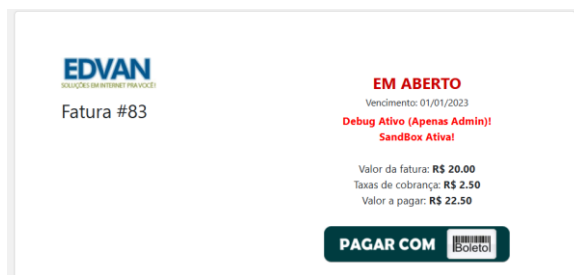 EDVAN
SOLUÇÕES EM INTERNET PRA VOCÊ!
Fatura #83
EM ABERTO
Vencimento: 01/01/2023
Debug Ativo (Apenas Admin)!
SandBox Ativa!
Valor da fatura: R$ 20.00
Taxas de cobrança: R$ 2.50
Valor a pagar: R$ 22.50
PAGAR COM Boleto